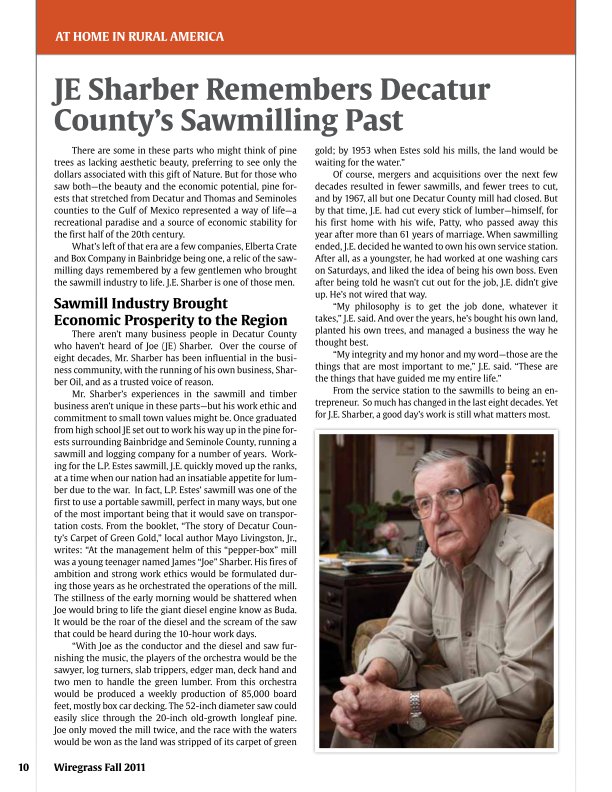 AT HOME IN RURAL AMERICA
JE Sharber Remembers Decatur
County's Sawmilling Past
There are some in these parts who might think of pine
trees as lacking aesthetic beauty, preferring to see only the
dollars associated with this gift of Nature. But for those who
saw both—the beauty and the economic potential, pine for-
ests that stretched from Decatur and Thomas and Seminoles
counties to the Gulf of Mexico represented a way of life—a
recreational paradise and a source of economic stability for
the first half of the 20th century.
What's left of that era are a few companies, Elberta Crate
and Box Company in Bainbridge being one, a relic of the saw-
milling days remembered by a few gentlemen who brought
the sawmill industry to life. J.E. Sharber is one of those men.
Sawmill Industry Brought
Economic Prosperity to the Region
There aren't many business people in Decatur County
who haven't heard of Joe (JE) Sharber.  Over the course of
eight decades, Mr. Sharber has been influential in the busi-
ness community, with the running of his own business, Shar-
ber Oil, and as a trusted voice of reason.
Mr. Sharber's experiences in the sawmill and timber
business aren't unique in these parts—but his work ethic and
commitment to small town values might be. Once graduated
from high school JE set out to work his way up in the pine for-
ests surrounding Bainbridge and Seminole County, running a
sawmill and logging company for a number of years.  Work-
ing for the L.P. Estes sawmill, J.E. quickly moved up the ranks,
at a time when our nation had an insatiable appetite for lum-
ber due to the war.  In fact, L.P. Estes' sawmill was one of the
first to use a portable sawmill, perfect in many ways, but one
of the most important being that it would save on transpor-
tation costs. From the booklet, "The story of Decatur Coun-
ty's Carpet of Green Gold," local author Mayo Livingston, Jr.,
writes: "At the management helm of this "pepper-box" mill
was a young teenager named James "Joe" Sharber. His fires of
ambition and strong work ethics would be formulated dur-
ing those years as he orchestrated the operations of the mill.
The stillness of the early morning would be shattered when
Joe would bring to life the giant diesel engine know as Buda.
It would be the roar of the diesel and the scream of the saw
that could be heard during the 10-hour work days.
"With Joe as the conductor and the diesel and saw fur-
nishing the music, the players of the orchestra would be the
sawyer, log turners, slab trippers, edger man, deck hand and
two men to handle the green lumber. From this orchestra
would be produced a weekly production of 85,000 board
feet, mostly box car decking. The 52-inch diameter saw could
easily slice through the 20-inch old-growth longleaf pine.
Joe only moved the mill twice, and the race with the waters
would be won as the land was stripped of its carpet of green
gold; by 1953 when Estes sold his mills, the land would be
waiting for the water."
Of course, mergers and acquisitions over the next few
decades resulted in fewer sawmills, and fewer trees to cut,
and by 1967, all but one Decatur County mill had closed. But
by that time, J.E. had cut every stick of lumber—himself, for
his first home with his wife, Patty, who passed away this
year after more than 61 years of marriage. When sawmilling
ended, J.E. decided he wanted to own his own service station.
After all, as a youngster, he had worked at one washing cars
on Saturdays, and liked the idea of being his own boss. Even
after being told he wasn't cut out for the job, J.E. didn't give
up. He's not wired that way.
"My philosophy is to get the job done, whatever it
takes," J.E. said. And over the years, he's bought his own land,
planted his own trees, and managed a business the way he
thought best.
"My integrity and my honor and my word—those are the
things that are most important to me," J.E. said. "These are
the things that have guided me my entire life."
From the service station to the sawmills to being an en-
trepreneur.  So much has changed in the last eight decades. Yet
for J.E. Sharber, a good day's work is still what matters most.
10 Wiregrass Fall 2011